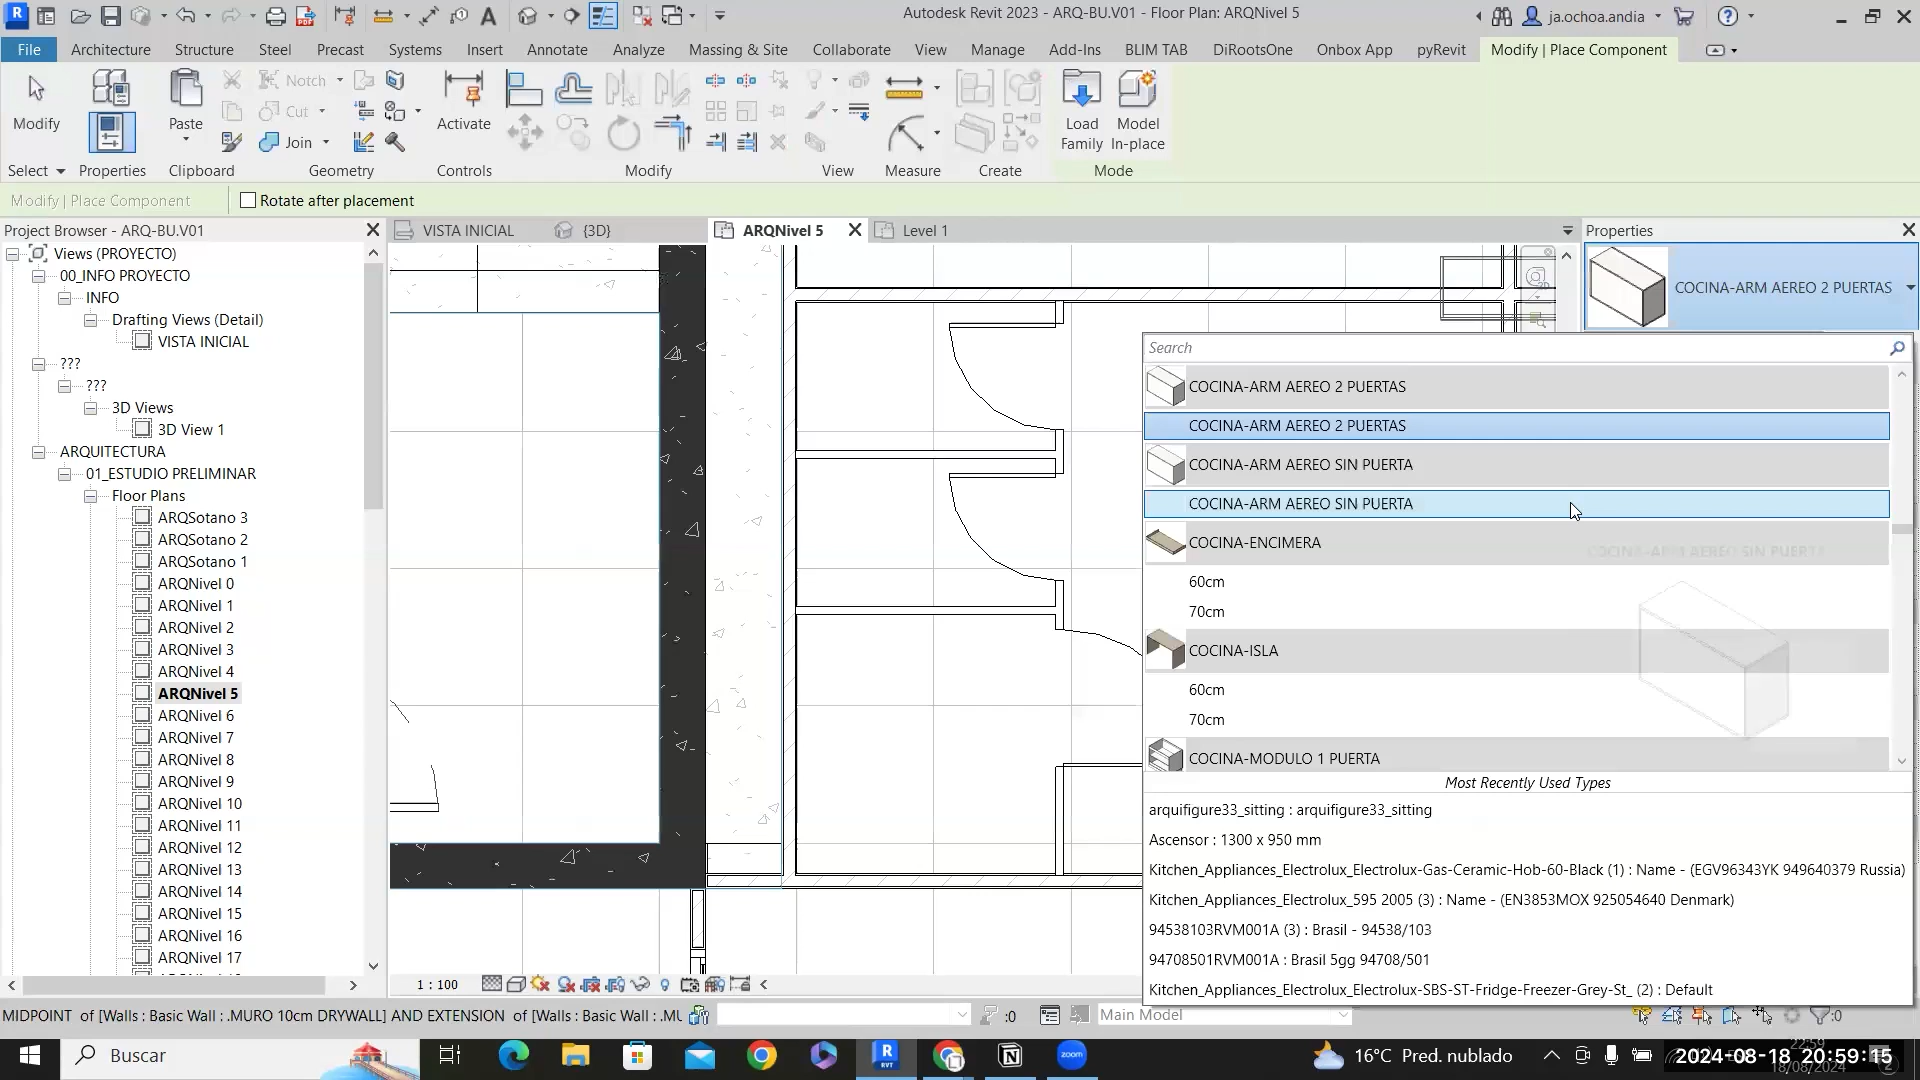 Autodesk Revit 2023 - ARQ-BU.V01 - Floor Plan: ARQNivel 5
ja.ochoa.andia
File Architecture Structure Steel Precast Systems Insert Annotate Analyze Massing & Site Collaborate View Manage Add-Ins BLIM TAB DiRootsOne Onbox App pyRevit Modify | Place Component
Notch
Cut
Join
Modify Paste Activate Load Family Model In-place
Select Properties Clipboard Geometry Controls Modify View Measure Create Mode
Modify | Place Component Rotate after placement
Project Browser - ARQ-BU.V01
VISTA INICIAL {3D} ARQNivel 5 Level 1
Properties
COCINA-ARM AEREO 2 PUERTAS
Views (PROYECTO)
00_INFO PROYECTO
INFO
Drafting Views (Detail)
VISTA INICIAL
???
???
3D Views
3D View 1
ARQUITECTURA
01_ESTUDIO PRELIMINAR
Floor Plans
ARQSotano 3
ARQSotano 2
ARQSotano 1
ARQNivel 0
ARQNivel 1
ARQNivel 2
ARQNivel 3
ARQNivel 4
ARQNivel 5
ARQNivel 6
ARQNivel 7
ARQNivel 8
ARQNivel 9
ARQNivel 10
ARQNivel 11
ARQNivel 12
ARQNivel 13
ARQNivel 14
ARQNivel 15
ARQNivel 16
ARQNivel 17
Search
COCINA-ARM AEREO 2 PUERTAS
COCINA-ARM AEREO 2 PUERTAS
COCINA-ARM AEREO SIN PUERTA
COCINA-ARM AEREO SIN PUERTA
COCINA-ARM AEREO SIN PUERTA
COCINA-ENCIMERA
60cm
70cm
COCINA-ISLA
60cm
70cm
COCINA-MODULO 1 PUERTA
Most Recently Used Types
arquifigure33_sitting : arquifigure33_sitting
Ascensor : 1300 x 950 mm
Kitchen_Appliances_Electrolux_Electrolux-Gas-Ceramic-Hob-60-Black (1) : Name - (EGV96343YK 949640379 Russia)
Kitchen_Appliances_Electrolux_595 2005 (3) : Name - (EN3853MOX 925054640 Denmark)
94538103RVM001A (3) : Brasil - 94538/103
94708501RVM001A : Brasil 5gg 94708/501
Kitchen_Appliances_Electrolux_Electrolux-SBS-ST-Fridge-Freezer-Grey-St_ (2) : Default
1 : 100
MIDPOINT of [Walls : Basic Wall : .MURO 10cm DRYWALL] AND EXTENSION of [Walls : Basic Wall : .MU
:0
Main Model
:0
Buscar
zoom
16°C Pred. nublado
22:59
18/08/2024
2024-08-18 20:59:15